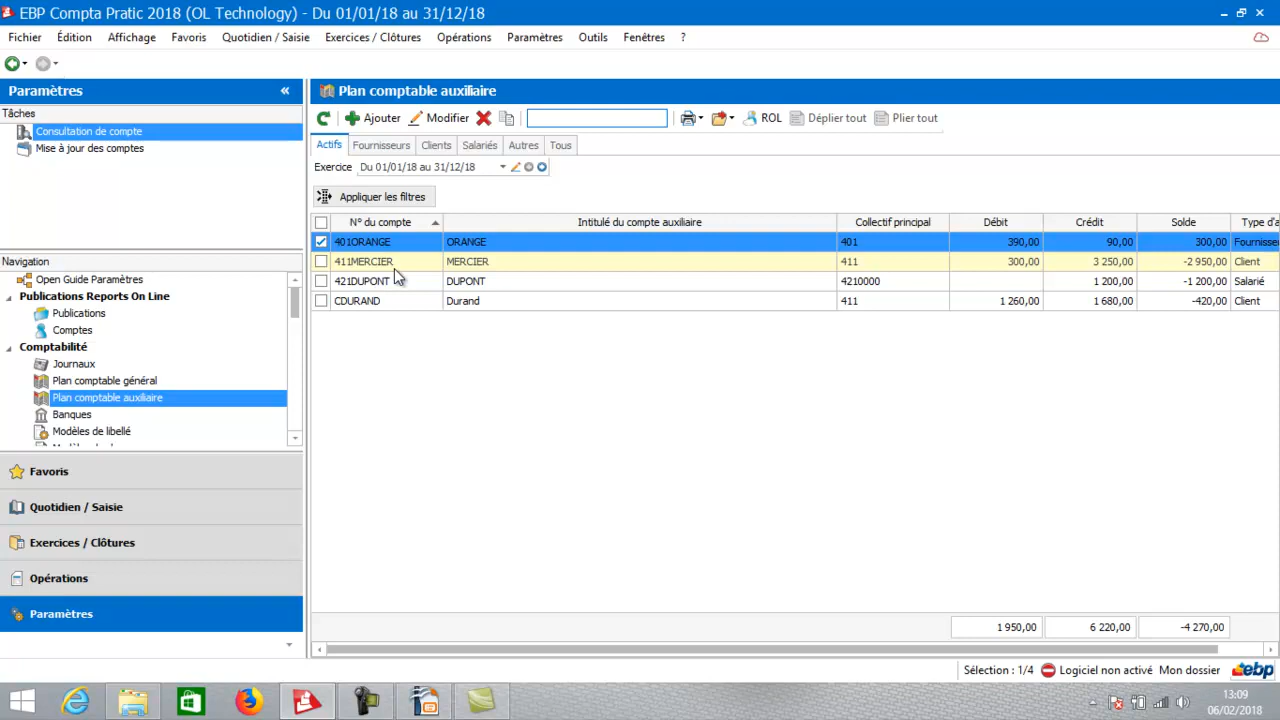 EBP Compta Pratic 2018 (OL Technology) - Du 01/01/18 au 31/12/18
Fichier Édition Affichage Favoris Quotidien / Saisie Exercices / Clôtures Opérations Paramètres Outils Fenêtres ?
Paramètres «
Tâches
Consultation de compte
Mise à jour des comptes
Navigation
Open Guide Paramètres
Publications Reports On Line
Publications
Comptes
Comptabilité
Journaux
Plan comptable général
Plan comptable auxiliaire
Banques
Modèles de libellé
Favoris
Quotidien / Saisie
Exercices / Clôtures
Opérations
Paramètres
Plan comptable auxiliaire
Ajouter Modifier ROL Déplier tout Plier tout
Actifs Fournisseurs Clients Salariés Autres Tous
Exercice Du 01/01/18 au 31/12/18
Appliquer les filtres
N° du compte Intitulé du compte auxiliaire Collectif principal Débit Crédit Solde Type d'a
401ORANGE ORANGE 401 390,00 90,00 300,00 Fournisse
411MERCIER MERCIER 411 300,00 3 250,00 -2 950,00 Client
421DUPONT DUPONT 4210000 1 200,00 -1 200,00 Salarié
CDURAND Durand 411 1 260,00 1 680,00 -420,00 Client
1 950,00 6 220,00 -4 270,00
Sélection : 1/4 Logiciel non activé Mon dossier ebp
13:09
06/02/2018